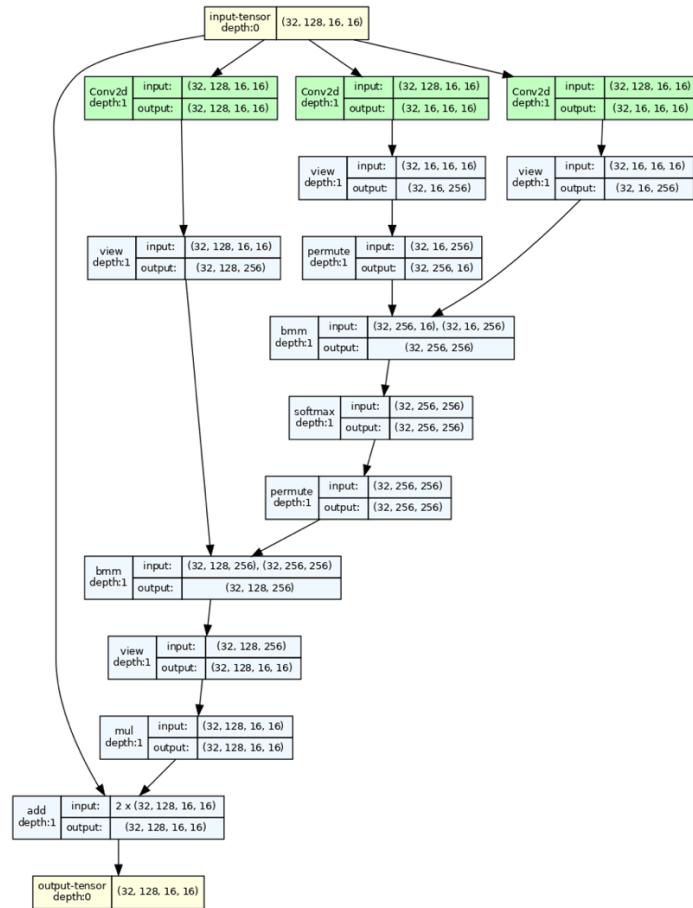 input-tensor
depth:0
(32, 128, 16, 16)
Conv2d
depth:1
input:
(32, 128, 16, 16)
output:
(32, 128, 16, 16)
Conv2d
depth:1
input:
(32, 128, 16, 16)
output:
(32, 16, 16, 16)
Conv2d
depth:1
input:
(32, 128, 16, 16)
output:
(32, 16, 16, 16)
view
depth:1
input:
(32, 16, 16, 16)
output:
(32, 16, 256)
view
depth:1
input:
(32, 16, 16, 16)
output:
(32, 16, 256)
view
depth:1
input:
(32, 128, 16, 16)
output:
(32, 128, 256)
permute
depth:1
input:
(32, 16, 256)
output:
(32, 256, 16)
bmm
depth:1
input:
(32, 256, 16), (32, 16, 256)
output:
(32, 256, 256)
softmax
depth:1
input:
(32, 256, 256)
output:
(32, 256, 256)
permute
depth:1
input:
(32, 256, 256)
output:
(32, 256, 256)
bmm
depth:1
input:
(32, 128, 256), (32, 256, 256)
output:
(32, 128, 256)
view
depth:1
input:
(32, 128, 256)
output:
(32, 128, 16, 16)
mul
depth:1
input:
(32, 128, 16, 16)
output:
(32, 128, 16, 16)
add
depth:1
input:
2 x (32, 128, 16, 16)
output:
(32, 128, 16, 16)
output-tensor
depth:0
(32, 128, 16, 16)